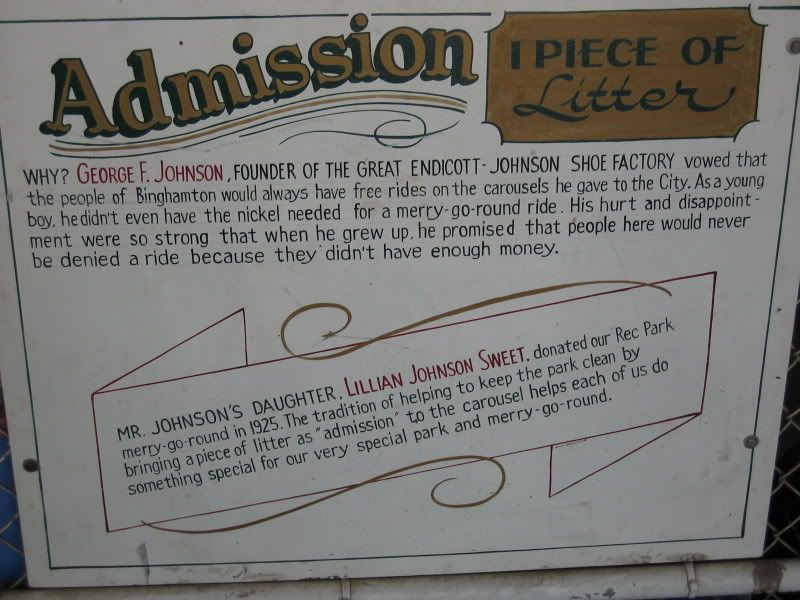 Admission
1 PIECE OF
Litter
WHY? GEORGE F. JOHNSON, FOUNDER OF THE GREAT ENDICOTT-JOHNSON SHOE FACTORY vowed that
the people of Binghamton would always have free rides on the carousels he gave to the City. As a young
boy, he didn't even have the nickel needed for a merry-go-round ride. His hurt and disappoint-
ment were so strong that when he grew up, he promised that people here would never
be denied a ride because they didn't have enough money.
MR. JOHNSON'S DAUGHTER, LILLIAN JOHNSON SWEET, donated our Rec Park
merry-go-round in 1925. The tradition of helping to keep the park clean by
bringing a piece of litter as "admission" to the carousel helps each of us do
something special for our very special park and merry-go-round.